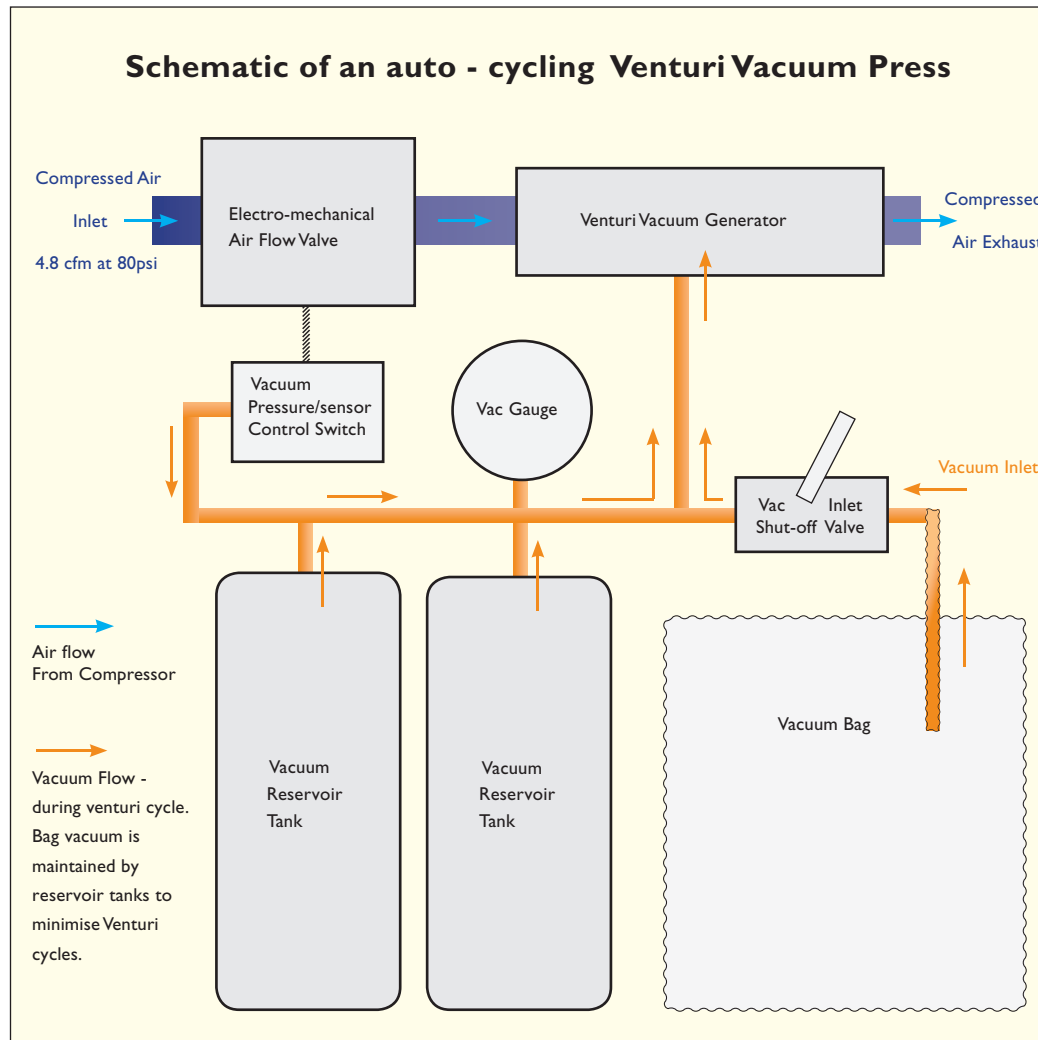 Schematic of an auto - cycling Venturi Vacuum Press
Compressed Air
Inlet
4.8 cfm at 80psi
Electro-mechanical
Air Flow Valve
Venturi Vacuum Generator
Compressed
Air Exhaust
Vacuum
Pressure/sensor
Control Switch
Vac Gauge
Vacuum Inlet
Vac Inlet
Shut-off Valve
Air flow
From Compressor
Vacuum Flow -
during venturi cycle.
Bag vacuum is
maintained by
reservoir tanks to
minimise Venturi
cycles.
Vacuum
Reservoir
Tank
Vacuum
Reservoir
Tank
Vacuum Bag